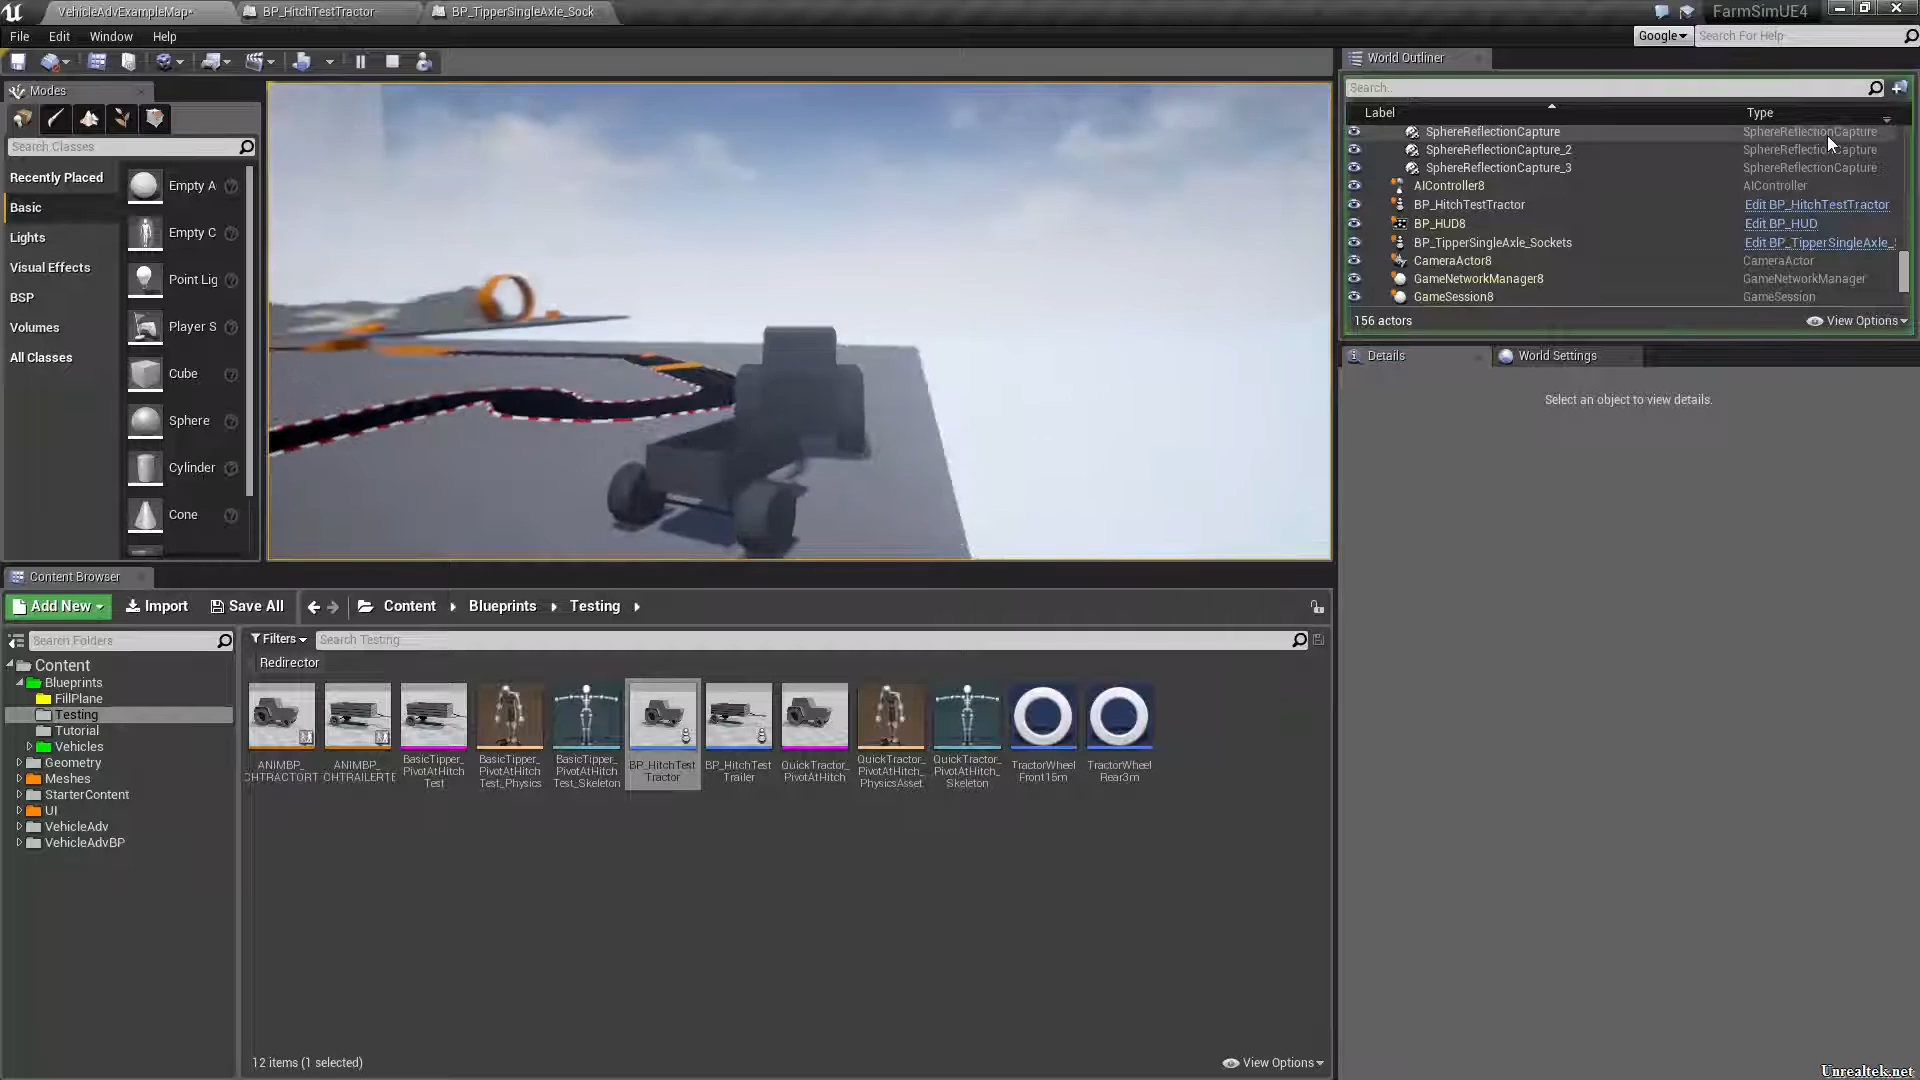 VehicleAdvExampleMap*
BP_HitchTestTractor
BP_TipperSingleAxle_Sock
FarmSimUE4
File Edit Window Help
Google
Search For Help
Modes
Search Classes
Recently Placed
Basic
Lights
Visual Effects
BSP
Volumes
All Classes
Empty A
Empty C
Point Lig
Player S
Cube
Sphere
Cylinder
Cone
World Outliner
Search..
Label Type
SphereReflectionCapture SphereReflectionCapture
SphereReflectionCapture_2 SphereReflectionCapture
SphereReflectionCapture_3 SphereReflectionCapture
AIController8 AIController
BP_HitchTestTractor Edit BP_HitchTestTractor
BP_HUD8 Edit BP_HUD
BP_TipperSingleAxle_Sockets Edit BP_TipperSingleAxle_
CameraActor8 CameraActor
GameNetworkManager8 GameNetworkManager
GameSession8 GameSession
156 actors View Options
Details World Settings
Select an object to view details.
Content Browser
Add New Import Save All Content Blueprints Testing
Search Folders
Content
Blueprints
FillPlane
Testing
Tutorial
Vehicles
Geometry
Meshes
StarterContent
UI
VehicleAdv
VehicleAdvBP
Filters Search Testing
Redirector
ANIMBP_
CHTRACTORT
ANIMBP_
CHTRAILERTE
BasicTipper_
PivotAtHitch
Test
BasicTipper_
PivotAtHitch
Test_Physics
BasicTipper_
PivotAtHitch
Test_Skeleton
BP_HitchTest
Tractor
BP_HitchTest
Trailer
QuickTractor_
PivotAtHitch
QuickTractor_
PivotAtHitch_
PhysicsAsset
QuickTractor_
PivotAtHitch_
Skeleton
TractorWheel
Front15m
TractorWheel
Rear3m
12 items (1 selected)
View Options
Unrealtek.net